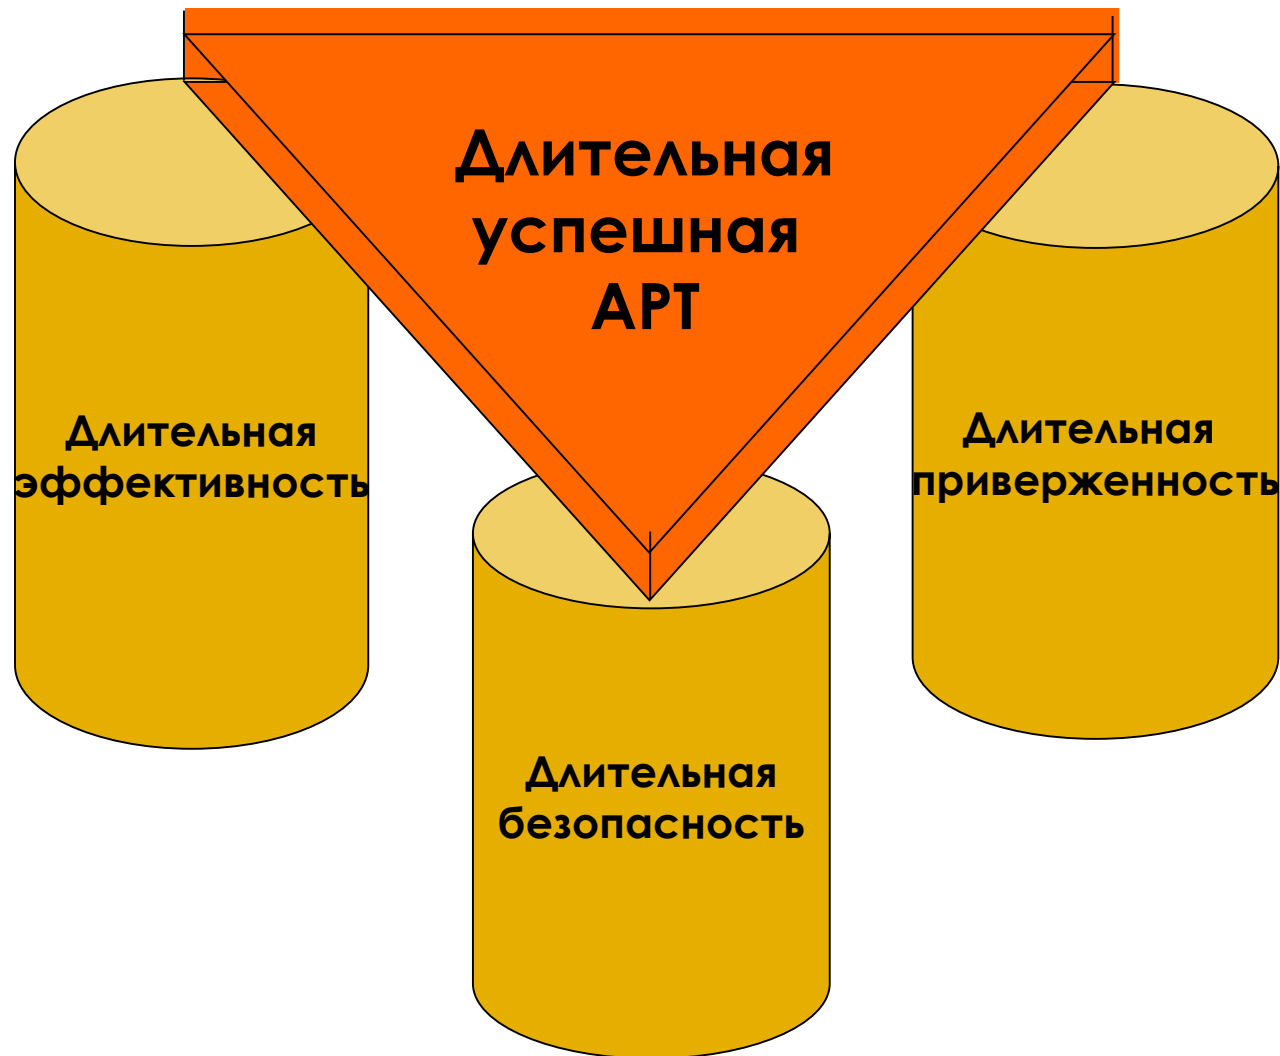 Длительная
успешная
АРТ
Длительная
эффективность
Длительная
приверженность
Длительная
безопасность